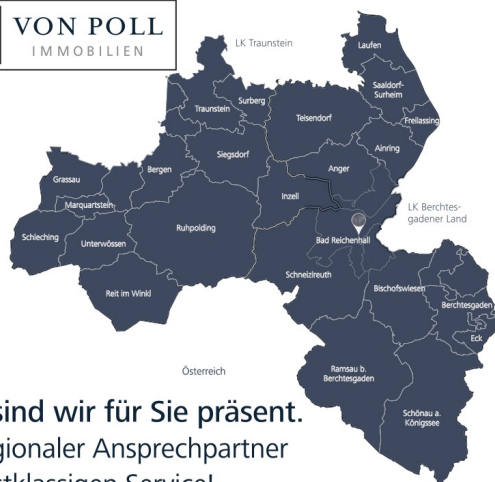 VON POLL
IMMOBILIEN
LK Traunstein
Laufen
Saaldorf-
Surheim
Surberg
Traunstein
Teisendorf
Freilassing
Ainring
Siegsdorf
Anger
Bergen
Grassau
Inzell
Marquartstein
LK Berchtes-
gadener Land
Ruhpolding
Schleching
Unterwössen
Bad Reichenhall
Schneizlreuth
Bischofswiesen
Reit im Winkl
Berchtesgaden
Eck
Österreich
Ramsau b.
Berchtesgaden
Schönau a.
Königssee
sind wir für Sie präsent.
gionaler Ansprechpartner
stklassigen Service!